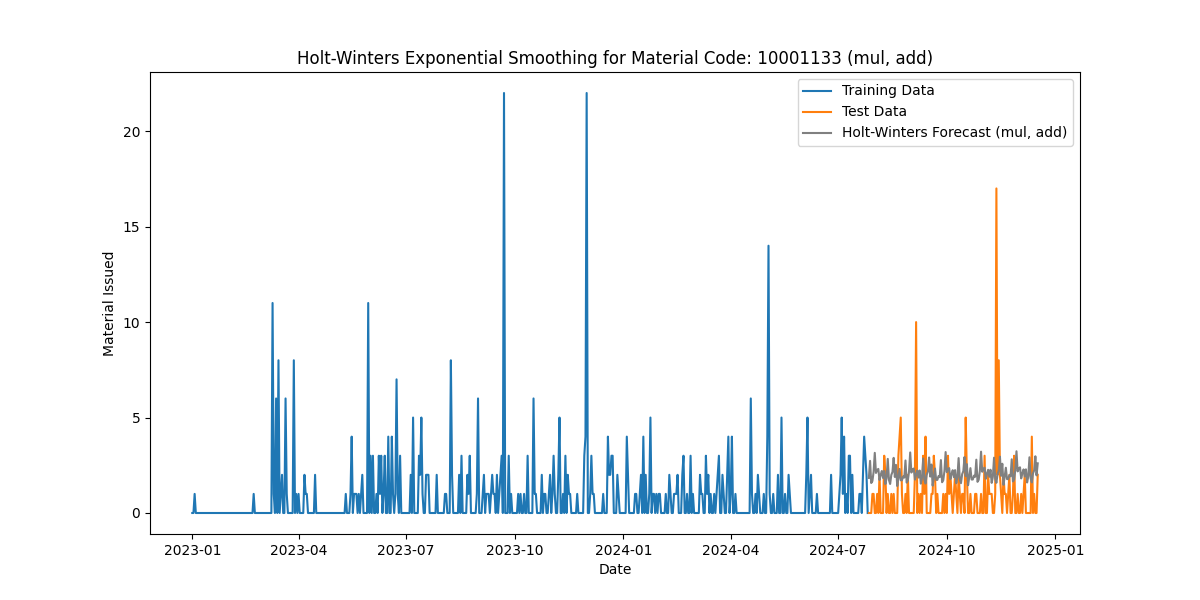 Holt-Winters Exponential Smoothing for Material Code: 10001133 (mul, add)
Training Data
Test Data
Holt-Winters Forecast (mul, add)
Material Issued
20
15
10
5
0
2023-01 2023-04 2023-07 2023-10 2024-01 2024-04 2024-07 2024-10 2025-01
Date